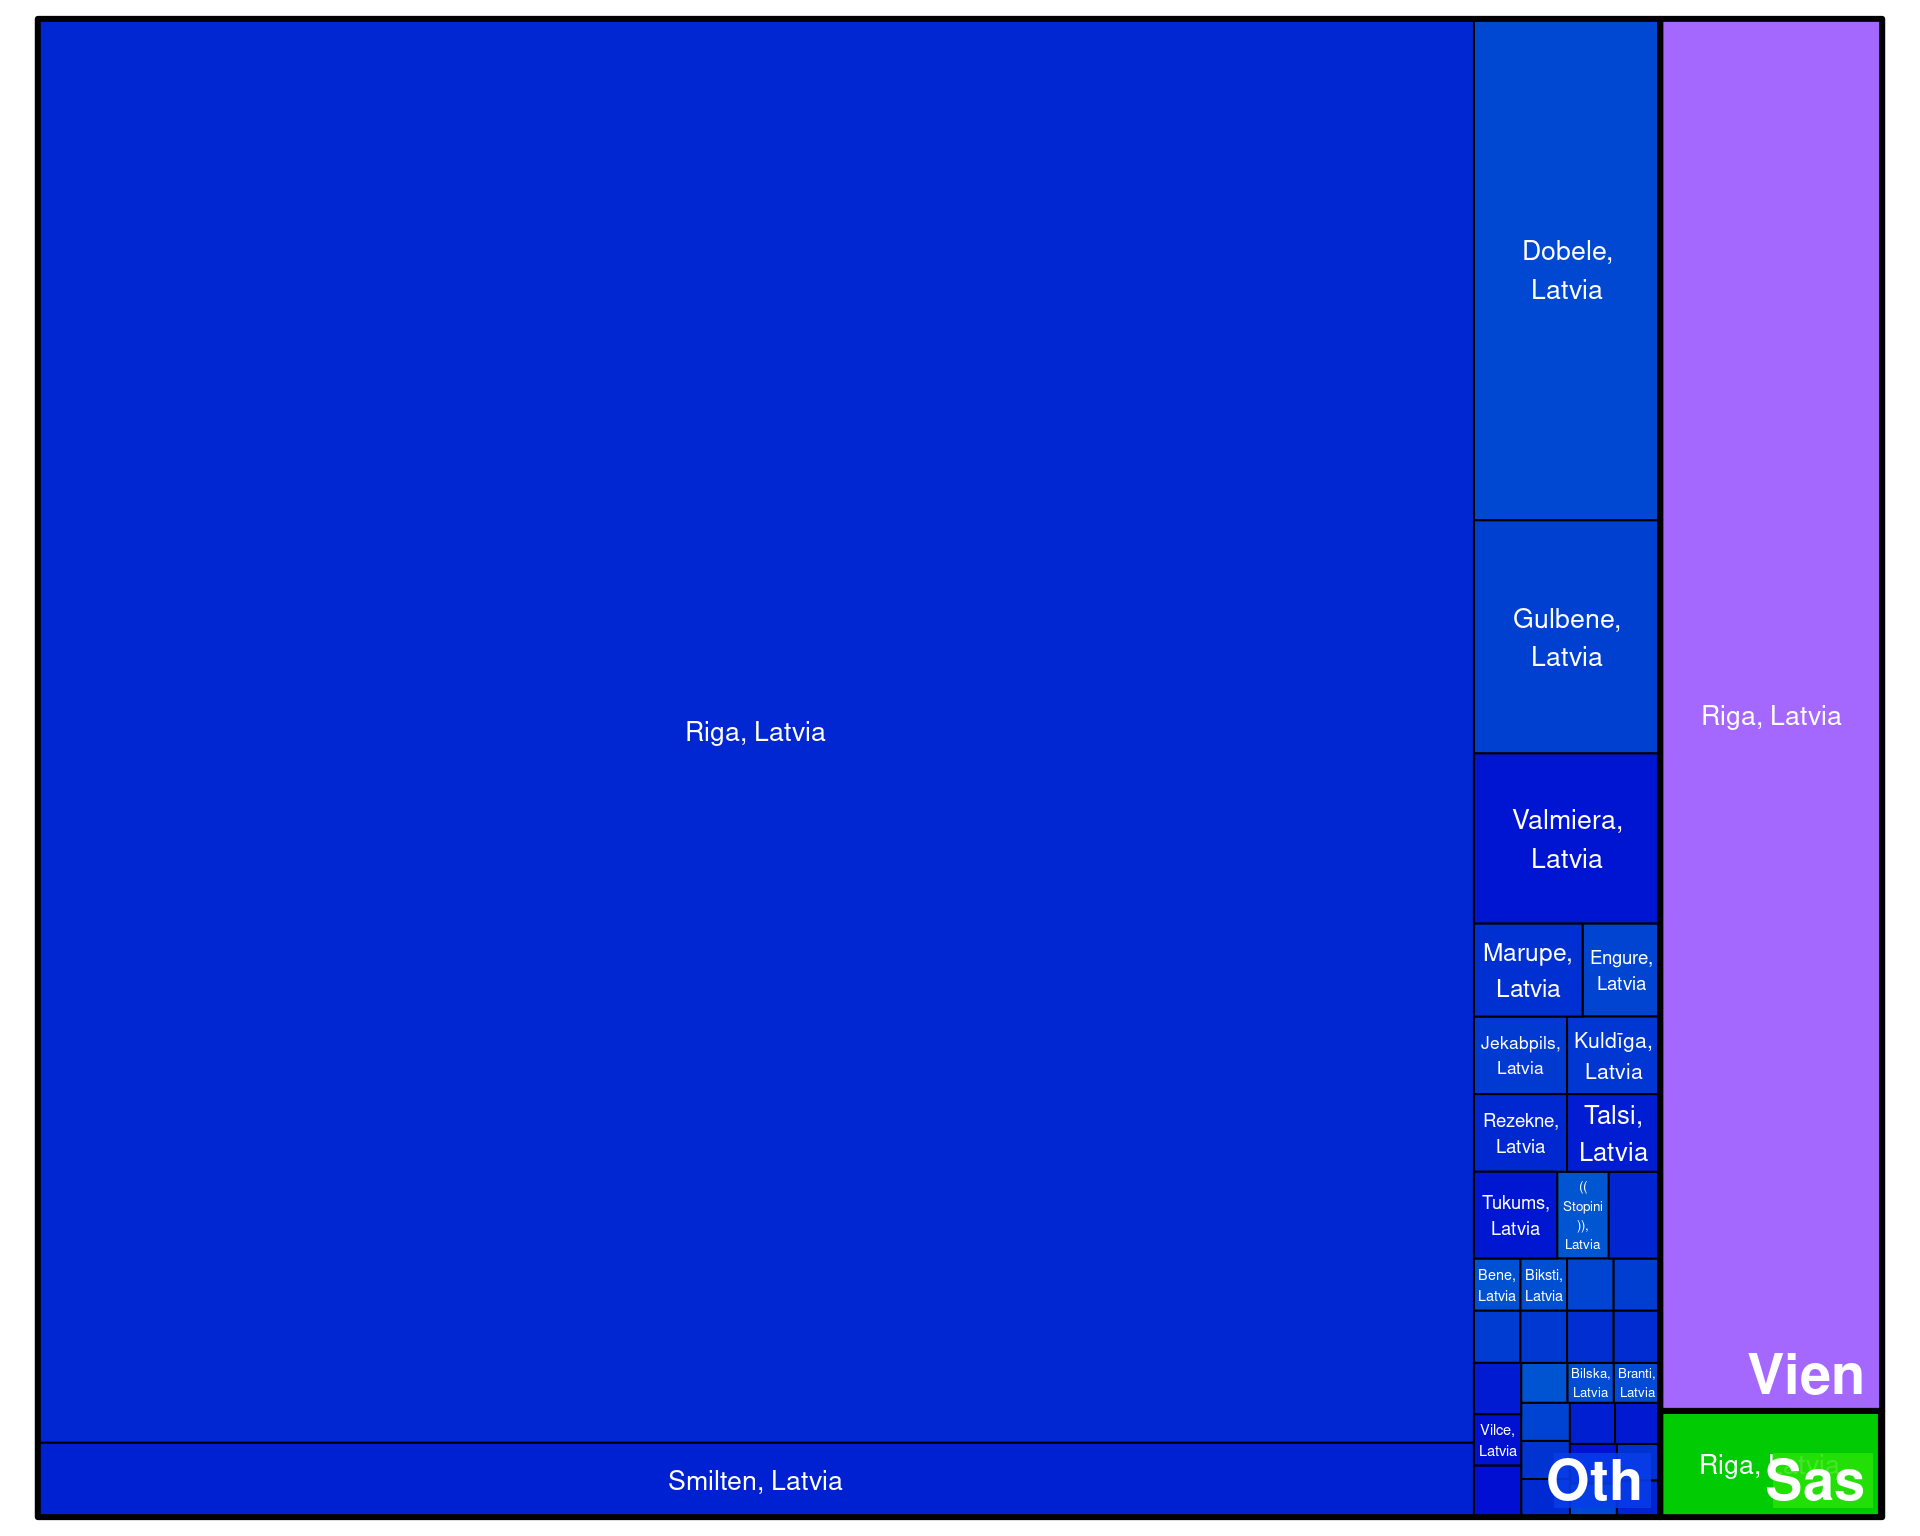 Riga, Latvia
Smilten, Latvia
Dobele,
Latvia
Gulbene,
Latvia
Valmiera,
Latvia
Marupe,
Latvia
Engure,
Latvia
Jekabpils,
Latvia
Kuldīga,
Latvia
Rezekne,
Latvia
Talsi,
Latvia
Tukums,
Latvia
((
Stopini
)),
Latvia
Bene,
Latvia
Biksti,
Latvia
Bilska,
Latvia
Branti,
Latvia
Vilce,
Latvia
Oth
Riga, Latvia
Vien
Riga, Latvia
Sas